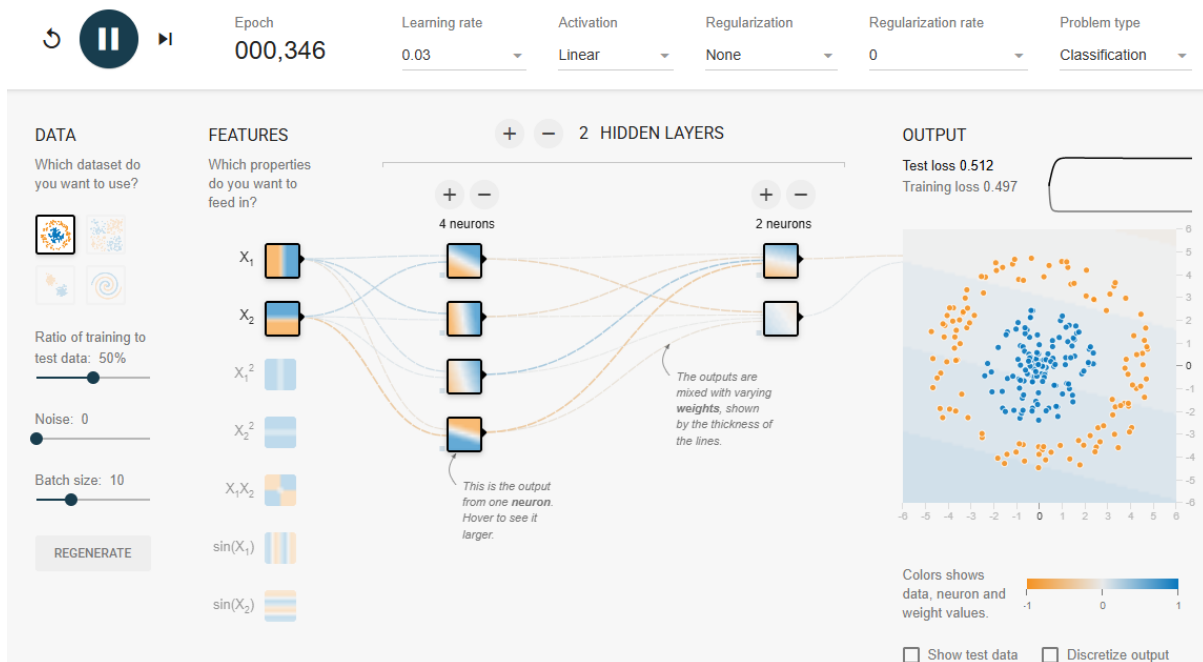 Epoch
000,346
Learning rate
0.03
Activation
Linear
Regularization
None
Regularization rate
0
Problem type
Classification
DATA
Which dataset do
you want to use?
Ratio of training to
test data: 50%
Noise: 0
Batch size: 10
REGENERATE
FEATURES
Which properties
do you want to
feed in?
X1
X2
X1²
X2²
X1X2
sin(X1)
sin(X2)
+ − 2 HIDDEN LAYERS
+ −
4 neurons
+ −
2 neurons
The outputs are
mixed with varying
weights, shown
by the thickness of
the lines.
This is the output
from one neuron.
Hover to see it
larger.
OUTPUT
Test loss 0.512
Training loss 0.497
6
5
4
3
2
1
0
-1
-2
-3
-4
-5
-6
-6 -5 -4 -3 -2 -1 0 1 2 3 4 5 6
Colors shows
data, neuron and
weight values.
-1 0 1
Show test data
Discretize output